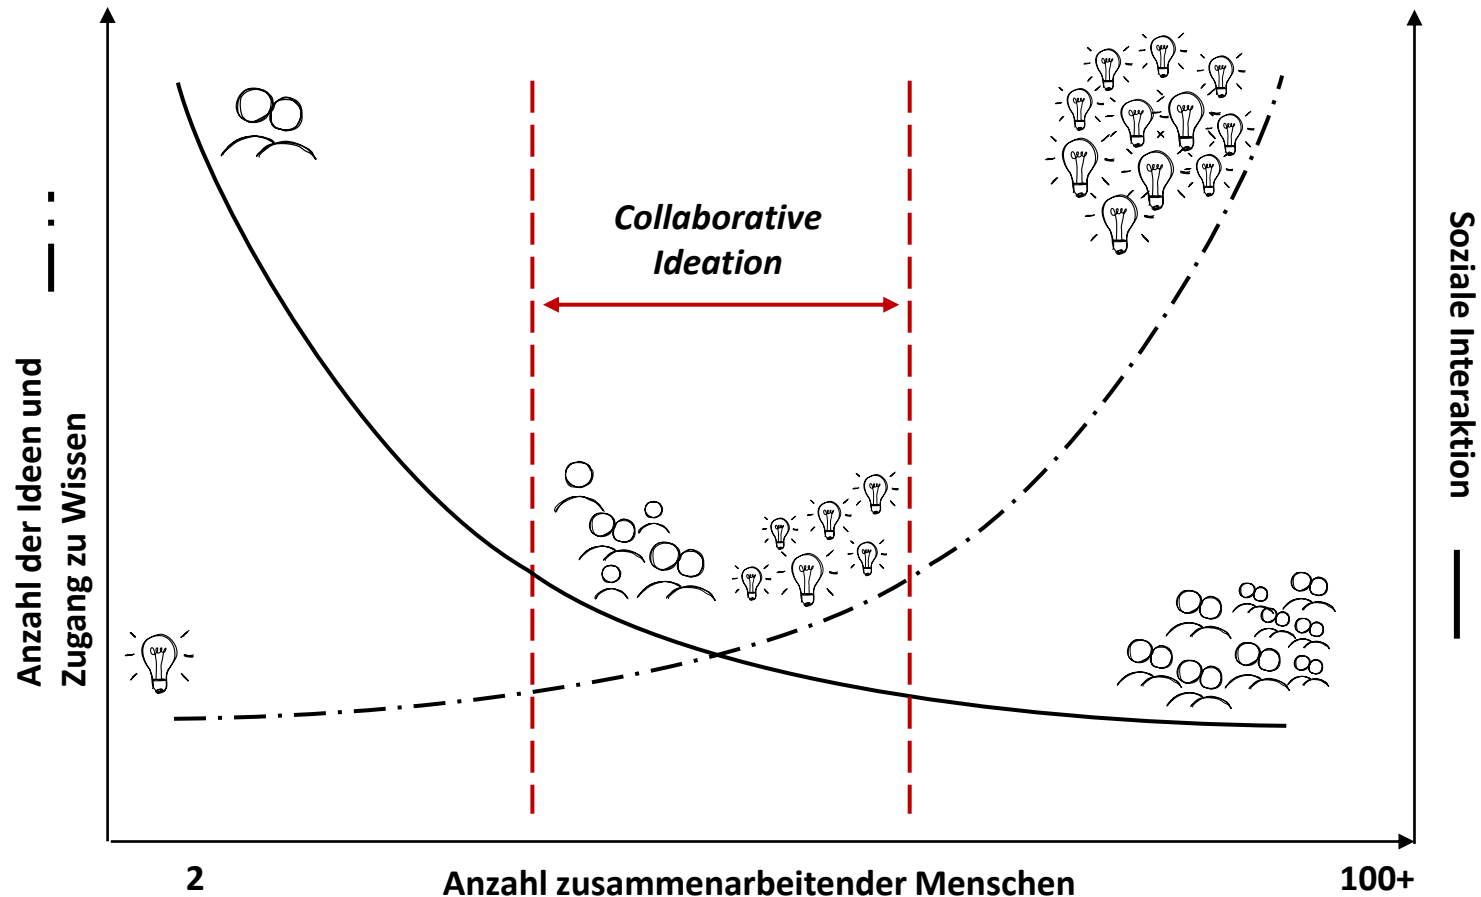 Collaborative
Ideation
Anzahl der Ideen und
Zugang zu Wissen
Soziale Interaktion
2
Anzahl zusammenarbeitender Menschen
100+